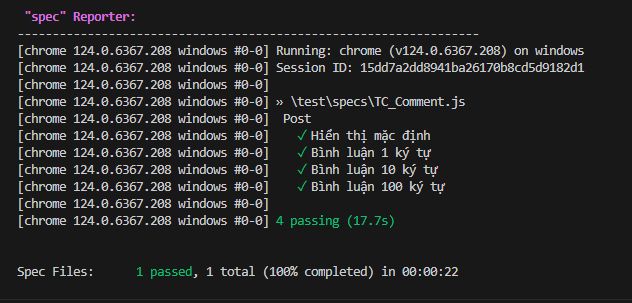 "spec" Reporter:
------------------------------------------------------------------
[chrome 124.0.6367.208 windows #0-0] Running: chrome (v124.0.6367.208) on windows
[chrome 124.0.6367.208 windows #0-0] Session ID: 15dd7a2dd8941ba26170b8cd5d9182d1
[chrome 124.0.6367.208 windows #0-0]
[chrome 124.0.6367.208 windows #0-0] » \test\specs\TC_Comment.js
[chrome 124.0.6367.208 windows #0-0] Post
[chrome 124.0.6367.208 windows #0-0] ✓ Hiển thị mặc định
[chrome 124.0.6367.208 windows #0-0] ✓ Bình luận 1 ký tự
[chrome 124.0.6367.208 windows #0-0] ✓ Bình luận 10 ký tự
[chrome 124.0.6367.208 windows #0-0] ✓ Bình luận 100 ký tự
[chrome 124.0.6367.208 windows #0-0]
[chrome 124.0.6367.208 windows #0-0] 4 passing (17.7s)
Spec Files: 1 passed, 1 total (100% completed) in 00:00:22